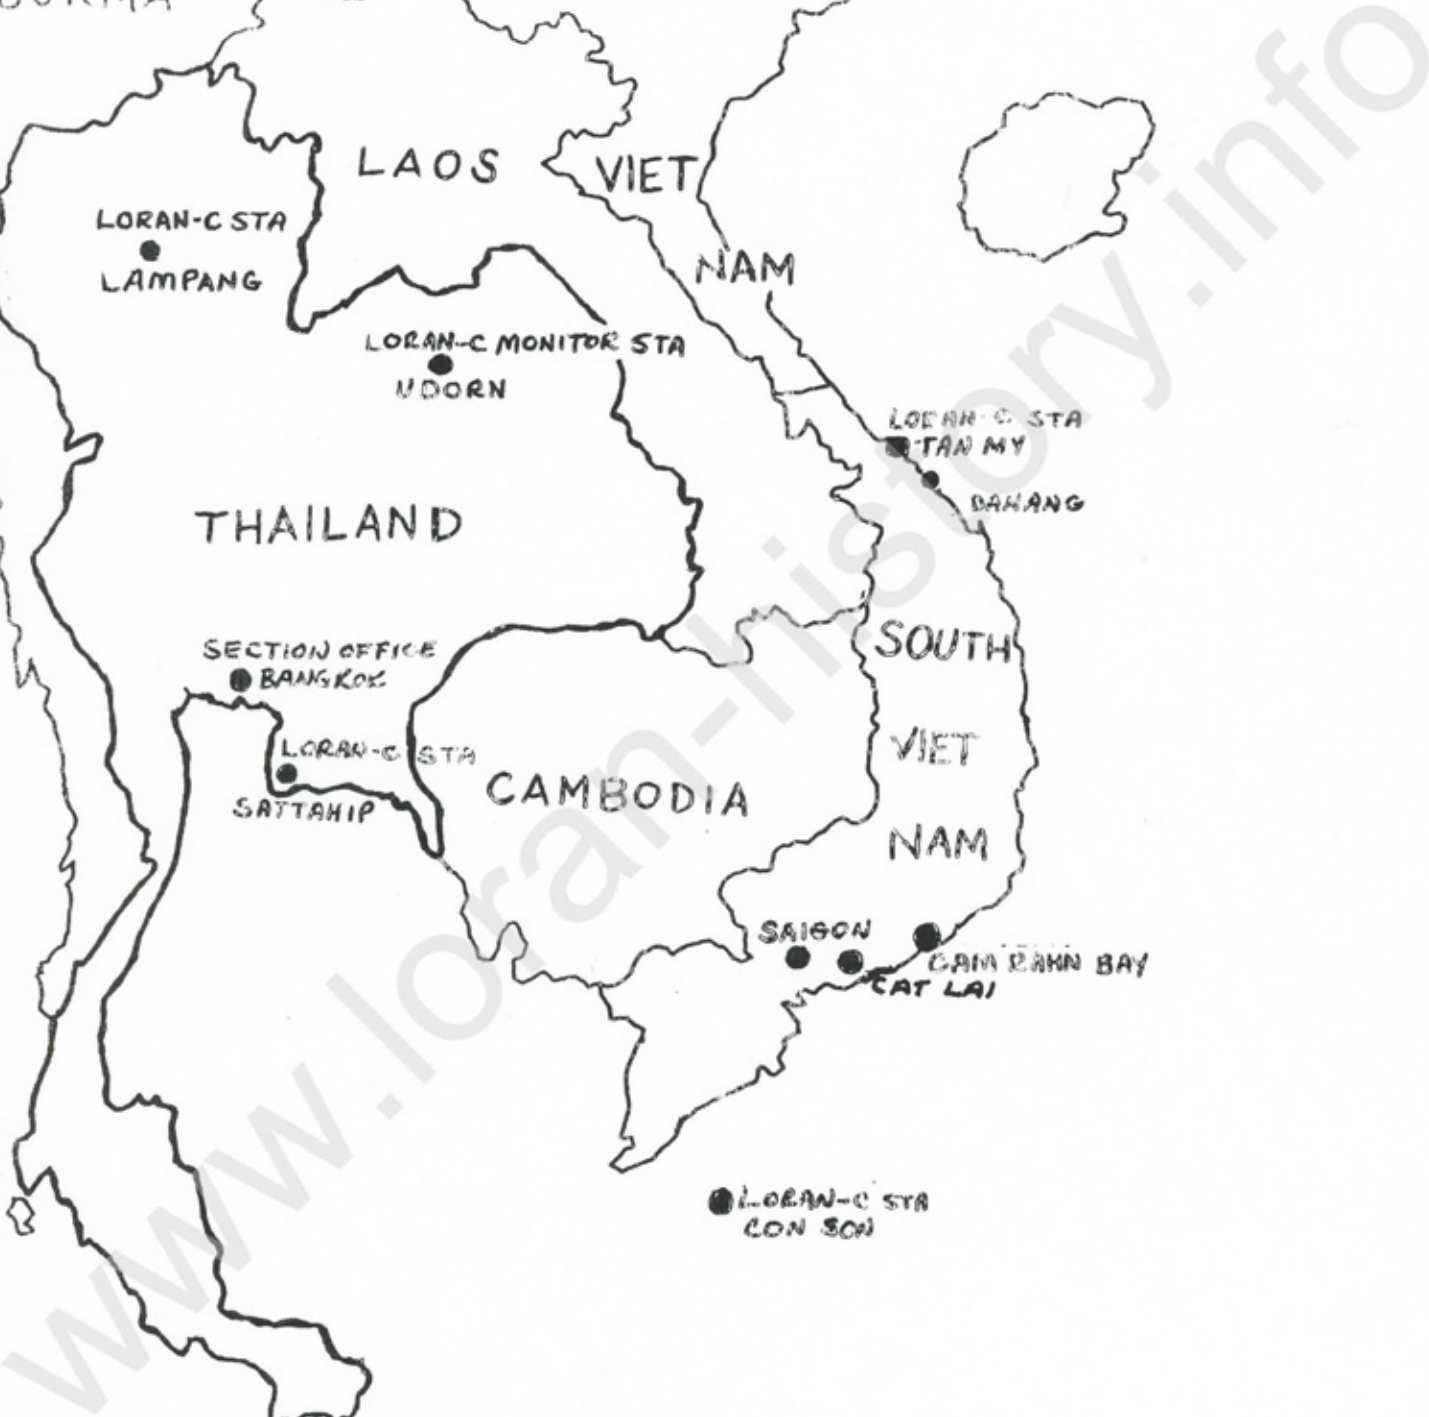 BURMA
LAOS
VIET
NAM
LORAN-C STA
LAMPANG
LORAN-C MONITOR STA
UDORN
LORAN-C STA
TAN MY
DANANG
THAILAND
SECTION OFFICE
BANGKOK
LORAN-C STA
SATTAHIP
CAMBODIA
SOUTH
VIET
NAM
SAIGON
CAM RAHN BAY
CAT LAI
LORAN-C STA
CON SON
www.loran-history.info